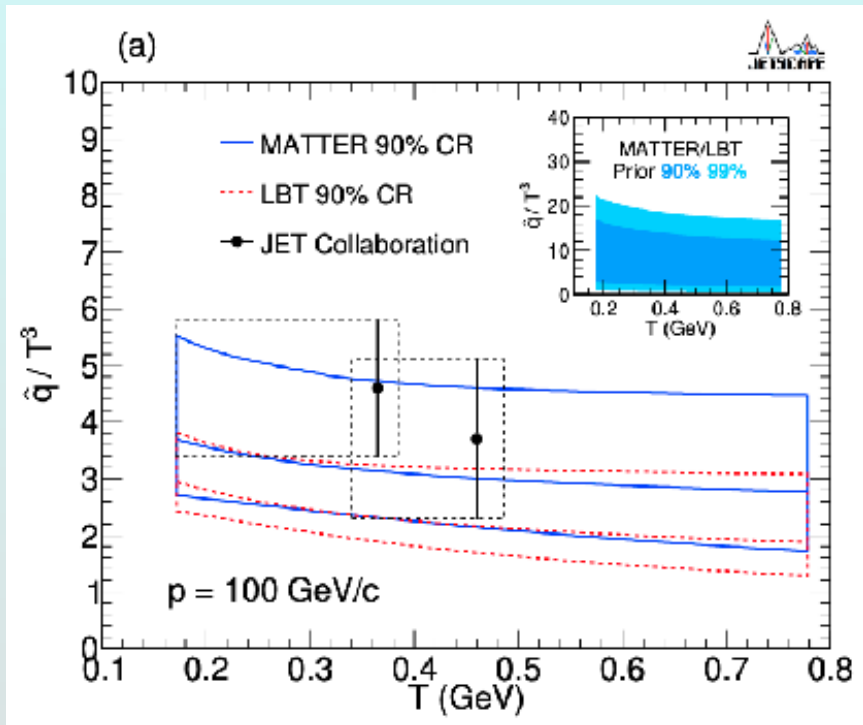 (a)
JETSCAPE
MATTER 90% CR
LBT 90% CR
JET Collaboration
p = 100 GeV/c
q̂ / T³
10
9
8
7
6
5
4
3
2
1
0
0.1 0.2 0.3 0.4 0.5 0.6 0.7 0.8
T (GeV)
MATTER/LBT
Prior 90% 99%
q̂ / T³
40
30
20
10
0
0.2 0.4 0.6 0.8
T (GeV)